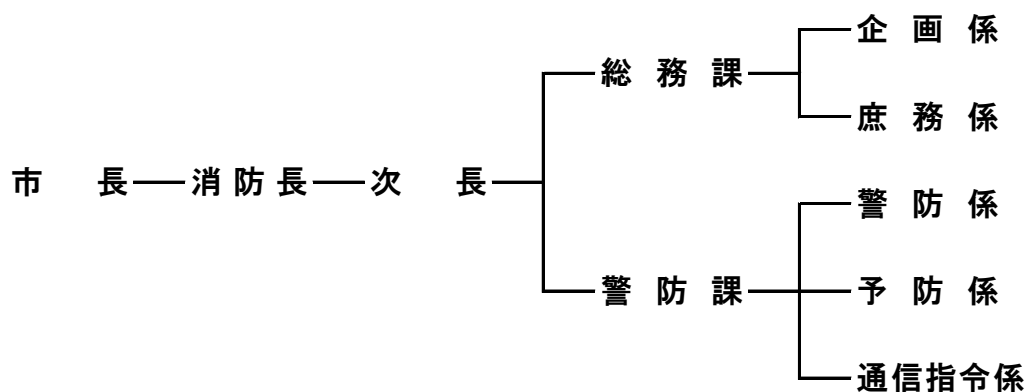 企画係
総務課
庶務係
市長
消防長
次長
警防係
警防課
予防係
通信指令係